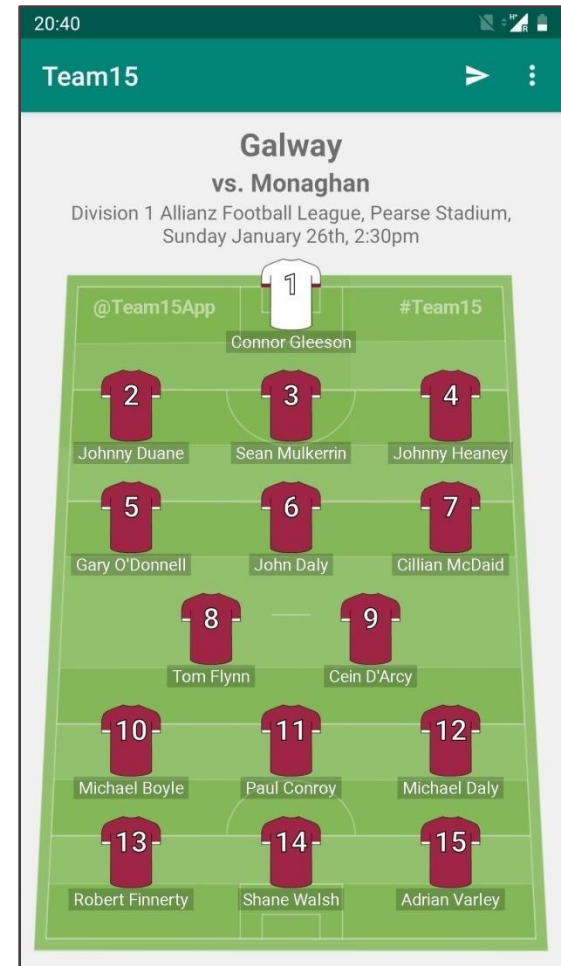 20:40
H+
R
Team15
Galway
vs. Monaghan
Division 1 Allianz Football League, Pearse Stadium,
Sunday January 26th, 2:30pm
@Team15App 1 #Team15
Connor Gleeson
2 3 4
Johnny Duane Sean Mulkerrin Johnny Heaney
5 6 7
Gary O'Donnell John Daly Cillian McDaid
8 9
Tom Flynn Cein D'Arcy
10 11 12
Michael Boyle Paul Conroy Michael Daly
13 14 15
Robert Finnerty Shane Walsh Adrian Varley